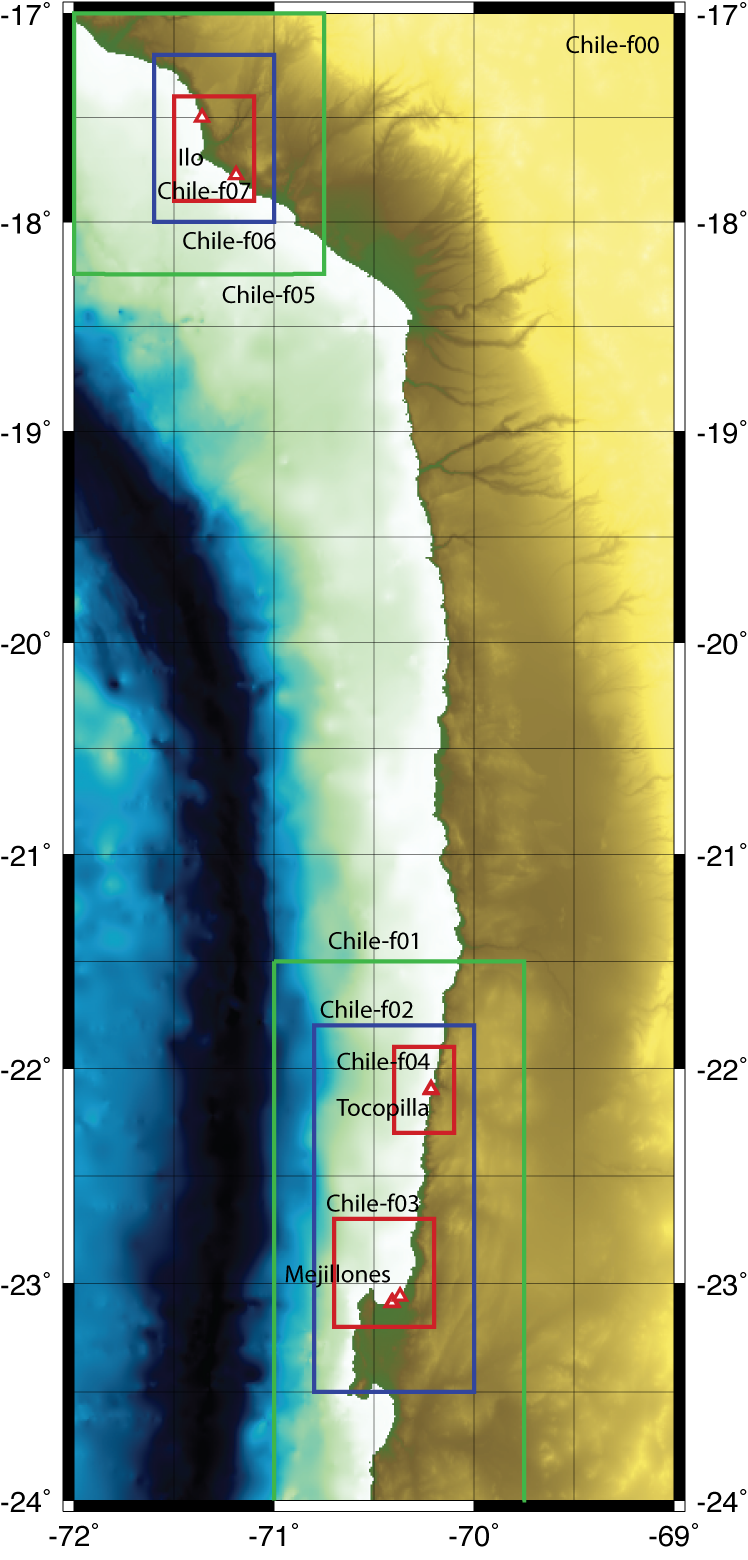 -17° -17°
Chile-f00
Ilo
Chile-f07
-18° -18°
Chile-f06
Chile-f05
-19° -19°
-20° -20°
-21° -21°
Chile-f01
Chile-f02
Chile-f04
-22° -22°
Tocopilla
Chile-f03
Mejillones
-23° -23°
-24° -24°
-72° -71° -70° -69°